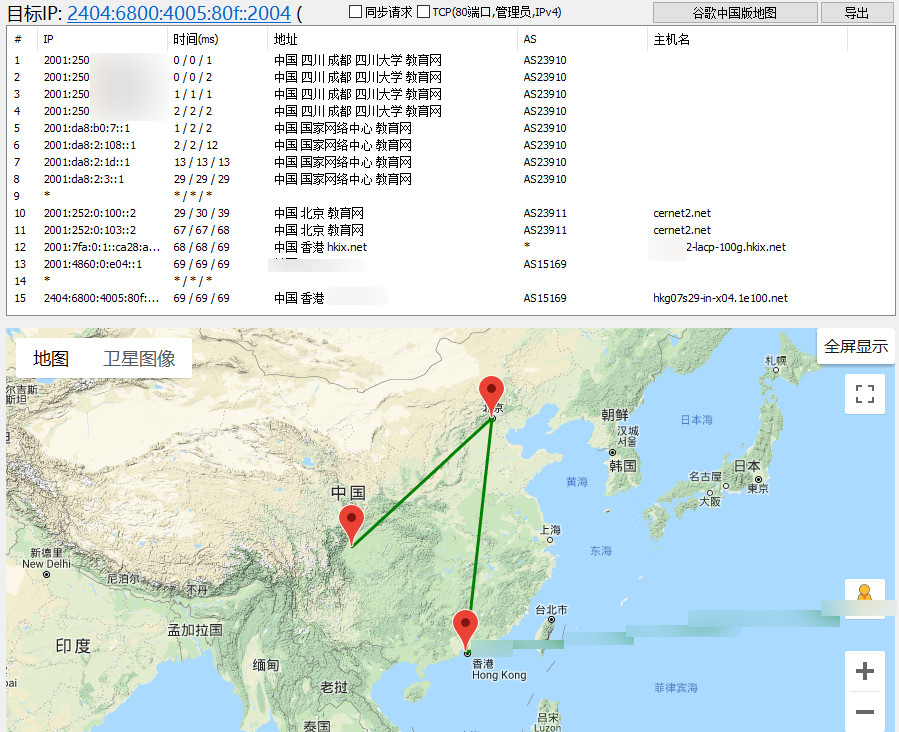 目标IP: 2404:6800:4005:80f::2004 ( 同步请求 TCP(80端口,管理员,IPv4) 谷歌中国版地图 导出
# IP 时间(ms) 地址 AS 主机名
1 2001:250 0 / 0 / 1 中国 四川 成都 四川大学 教育网 AS23910
2 2001:250 0 / 0 / 2 中国 四川 成都 四川大学 教育网 AS23910
3 2001:250 1 / 1 / 1 中国 四川 成都 四川大学 教育网 AS23910
4 2001:250 2 / 2 / 2 中国 四川 成都 四川大学 教育网 AS23910
5 2001:da8:b0:7::1 1 / 2 / 2 中国 国家网络中心 教育网 AS23910
6 2001:da8:2:108::1 2 / 2 / 12 中国 国家网络中心 教育网 AS23910
7 2001:da8:2:1d::1 13 / 13 / 13 中国 国家网络中心 教育网 AS23910
8 2001:da8:2:3::1 29 / 29 / 29 中国 国家网络中心 教育网 AS23910
9 * * / * / *
10 2001:252:0:100::2 29 / 30 / 39 中国 北京 教育网 AS23911 cernet2.net
11 2001:252:0:103::2 67 / 67 / 68 中国 北京 教育网 AS23911 cernet2.net
12 2001:7fa:0:1::ca28:a... 68 / 68 / 69 中国 香港 hkix.net * 2-lacp-100g.hkix.net
13 2001:4860:0:e04::1 69 / 69 / 69 AS15169
14 * * / * / *
15 2404:6800:4005:80f:... 69 / 69 / 69 中国 香港 AS15169 hkg07s29-in-x04.1e100.net
地图 卫星图像
全屏显示
札幌
尔吉斯
斯坦
北京
朝鲜
日本海
汉城
서울
韩国
日本
名古屋
東京
大阪
黄海
中国
上海
东海
新德里
New Delhi
尼泊尔
不丹
台北市
孟加拉国
印度
缅甸
香港
Hong Kong
老挝
菲律宾海
泰国
吕宋
Luzon